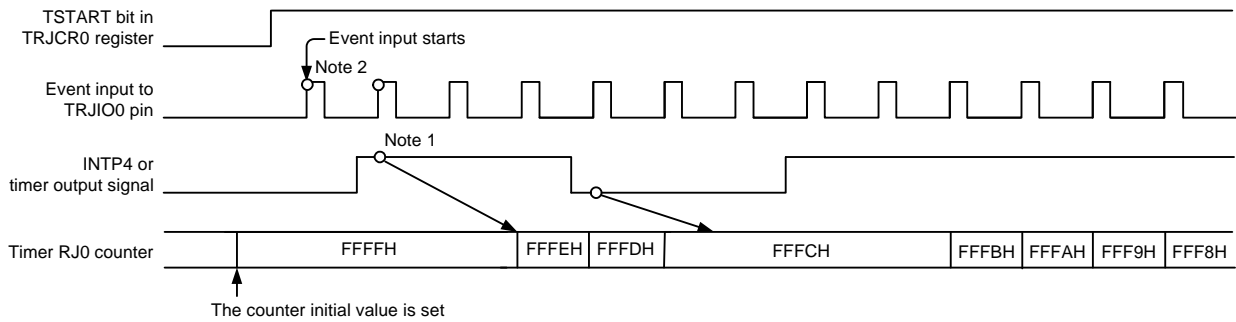 TSTART bit in
TRJCR0 register
Event input starts
Note 2
Event input to
TRJIO0 pin
Note 1
INTP4 or
timer output signal
Timer RJ0 counter
FFFFH
FFFEH
FFFDH
FFFCH
FFFBH
FFFAH
FFF9H
FFF8H
The counter initial value is set